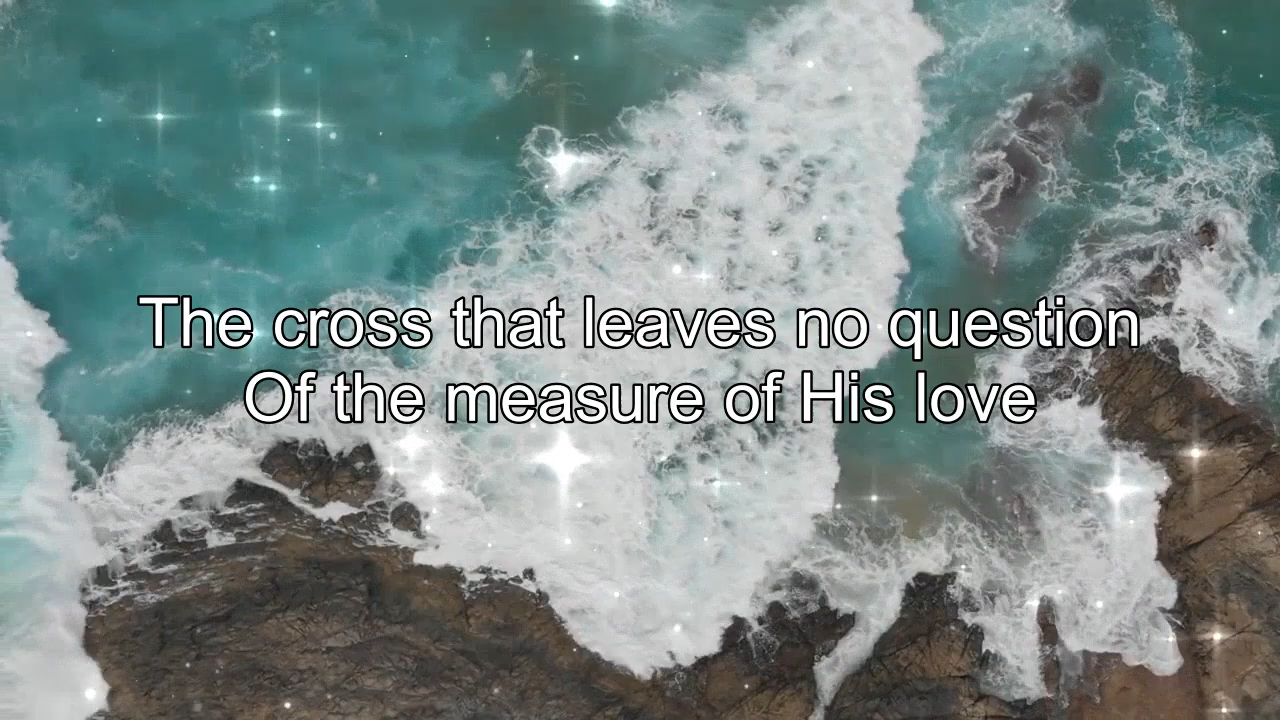 The cross that leaves no question
Of the measure of His love